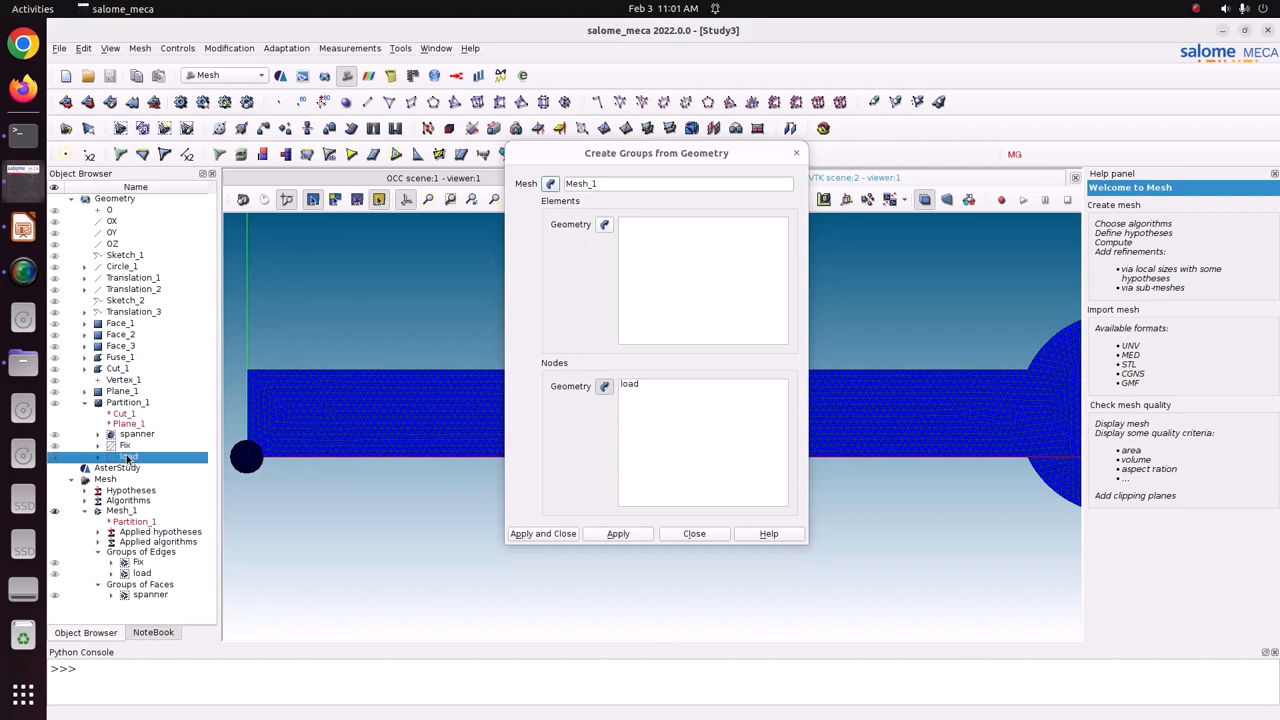 Activities
salome_meca
Feb 3 11:01 AM
salome_meca 2022.0.0 - [Study3]
File Edit View Mesh Controls Modification Adaptation Measurements Tools Window Help
salome MECA
Mesh
MG
Object Browser
Name
Geometry
O
OX
OY
OZ
Sketch_1
Circle_1
Translation_1
Translation_2
Sketch_2
Translation_3
Face_1
Face_2
Face_3
Fuse_1
Cut_1
Vertex_1
Plane_1
Partition_1
* Cut_1
* Plane_1
spanner
Fix
load
AsterStudy
Mesh
Hypotheses
Algorithms
Mesh_1
* Partition_1
Applied hypotheses
Applied algorithms
Groups of Edges
Fix
load
Groups of Faces
spanner
Object Browser
NoteBook
OCC scene:1 - viewer:1
VTK scene:2 - viewer:1
Create Groups from Geometry
Mesh
Mesh_1
Elements
Geometry
Nodes
Geometry
load
Apply and Close
Apply
Close
Help
Help panel
Welcome to Mesh
Create mesh
Choose algorithms
Define hypotheses
Compute
Add refinements:
• via local sizes with some
hypotheses
• via sub-meshes
Import mesh
Available formats:
• UNV
• MED
• STL
• CGNS
• GMF
Check mesh quality
Display mesh
Display some quality criteria:
• area
• volume
• aspect ration
• ...
Add clipping planes
Python Console
>>>